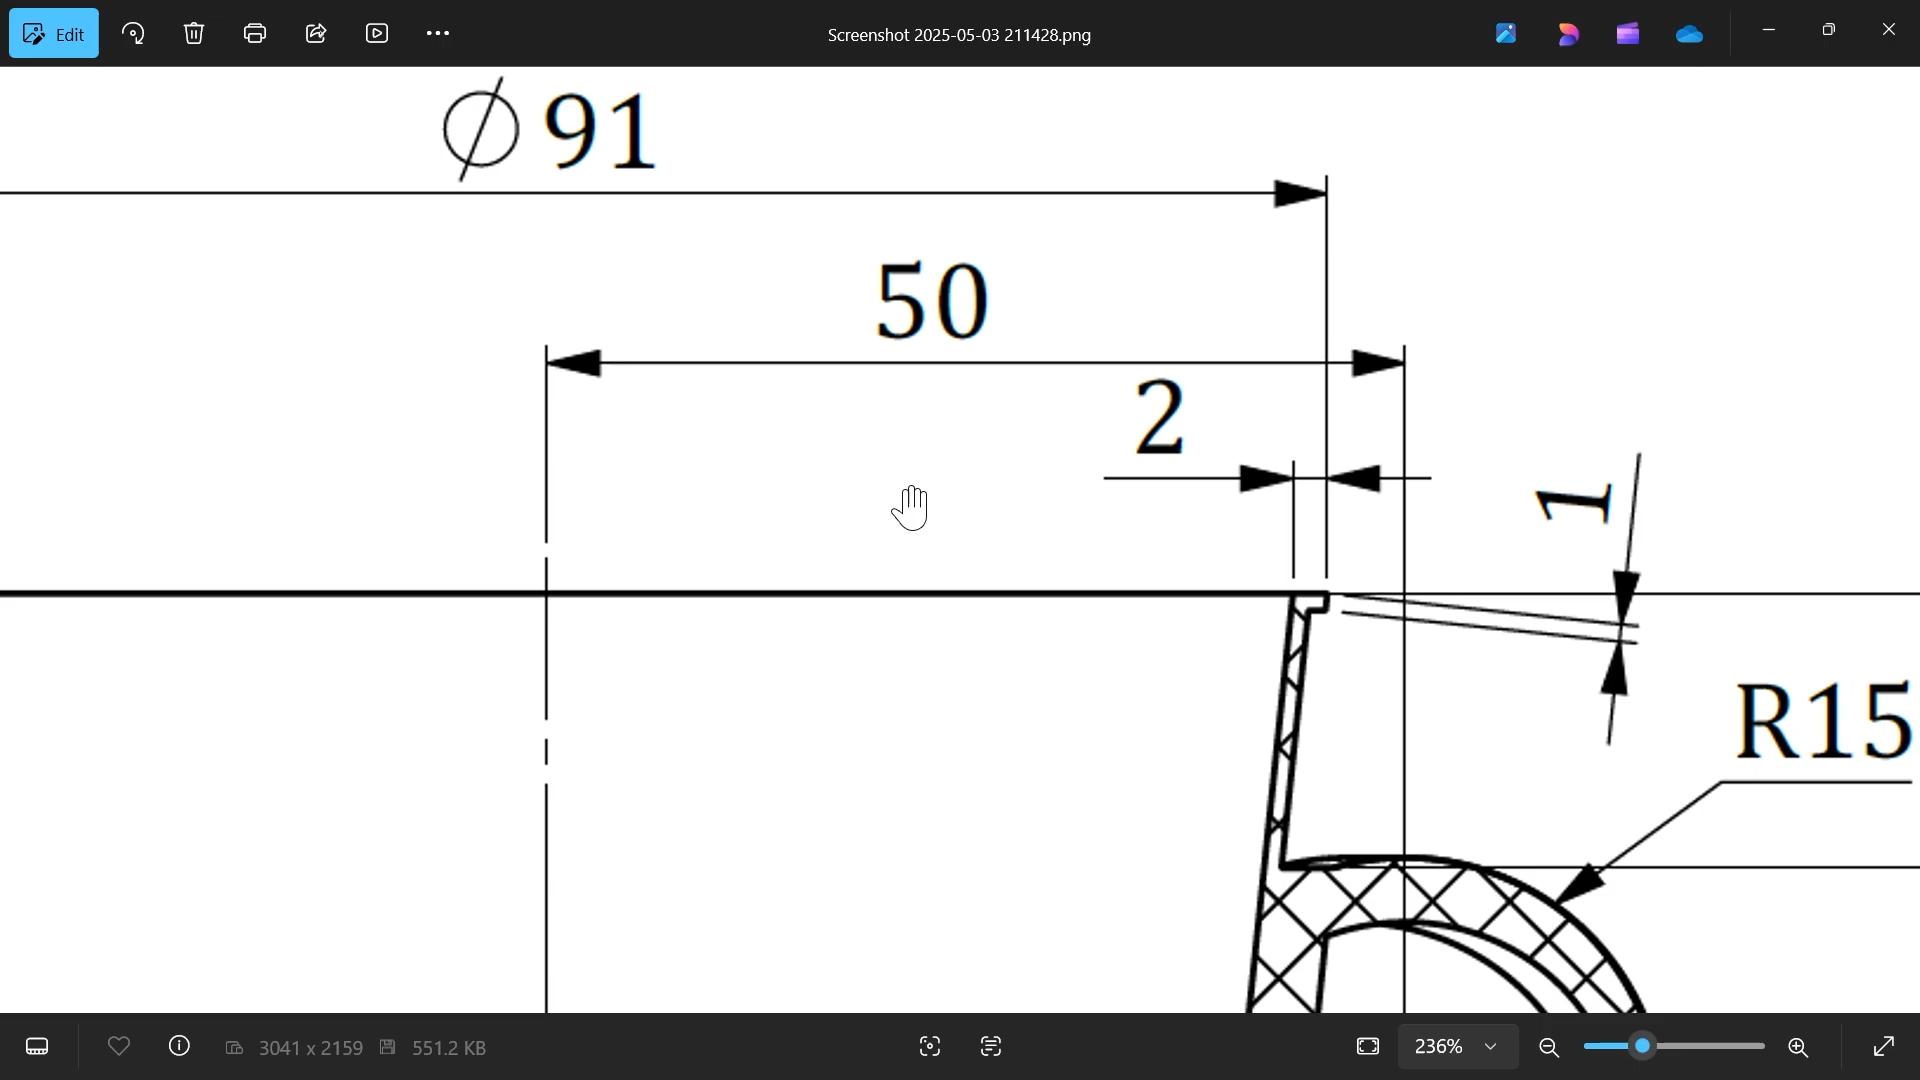 Edit
Screenshot 2025-05-03 211428.png
∅ 91
50
2
1
R15
3041 x 2159
551.2 KB
236%